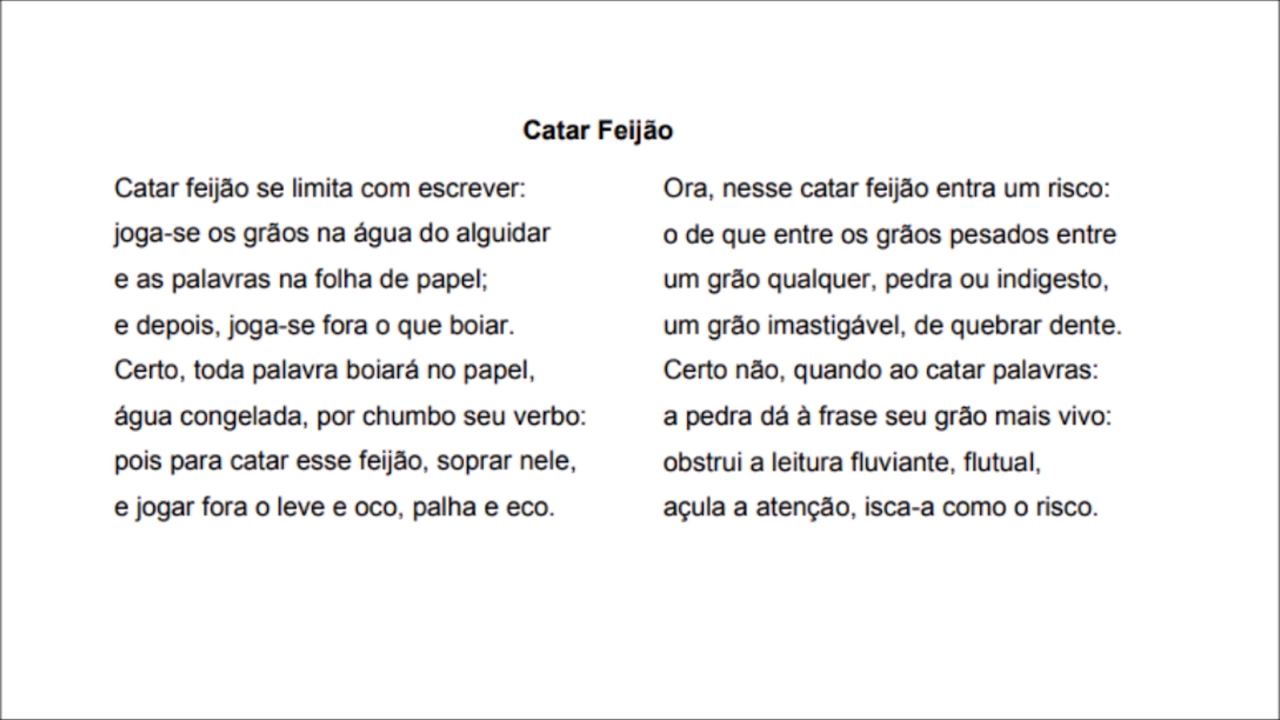 Catar Feijão
Catar feijão se limita com escrever:
joga-se os grãos na água do alguidar
e as palavras na folha de papel;
e depois, joga-se fora o que boiar.
Certo, toda palavra boiará no papel,
água congelada, por chumbo seu verbo:
pois para catar esse feijão, soprar nele,
e jogar fora o leve e oco, palha e eco.
Ora, nesse catar feijão entra um risco:
o de que entre os grãos pesados entre
um grão qualquer, pedra ou indigesto,
um grão imastigável, de quebrar dente.
Certo não, quando ao catar palavras:
a pedra dá à frase seu grão mais vivo:
obstrui a leitura fluviante, flutual,
açula a atenção, isca-a como o risco.